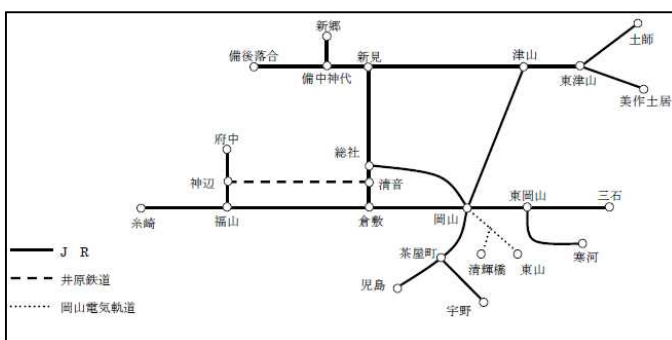 新郷
土師
備後落合
新見
津山
備中神代
東津山
美作土居
府中
総社
神辺
清音
東岡山
三石
糸崎
福山
倉敷
岡山
茶屋町
清輝橋
東山
寒河
児島
宇野
ＪＲ
井原鉄道
岡山電気軌道